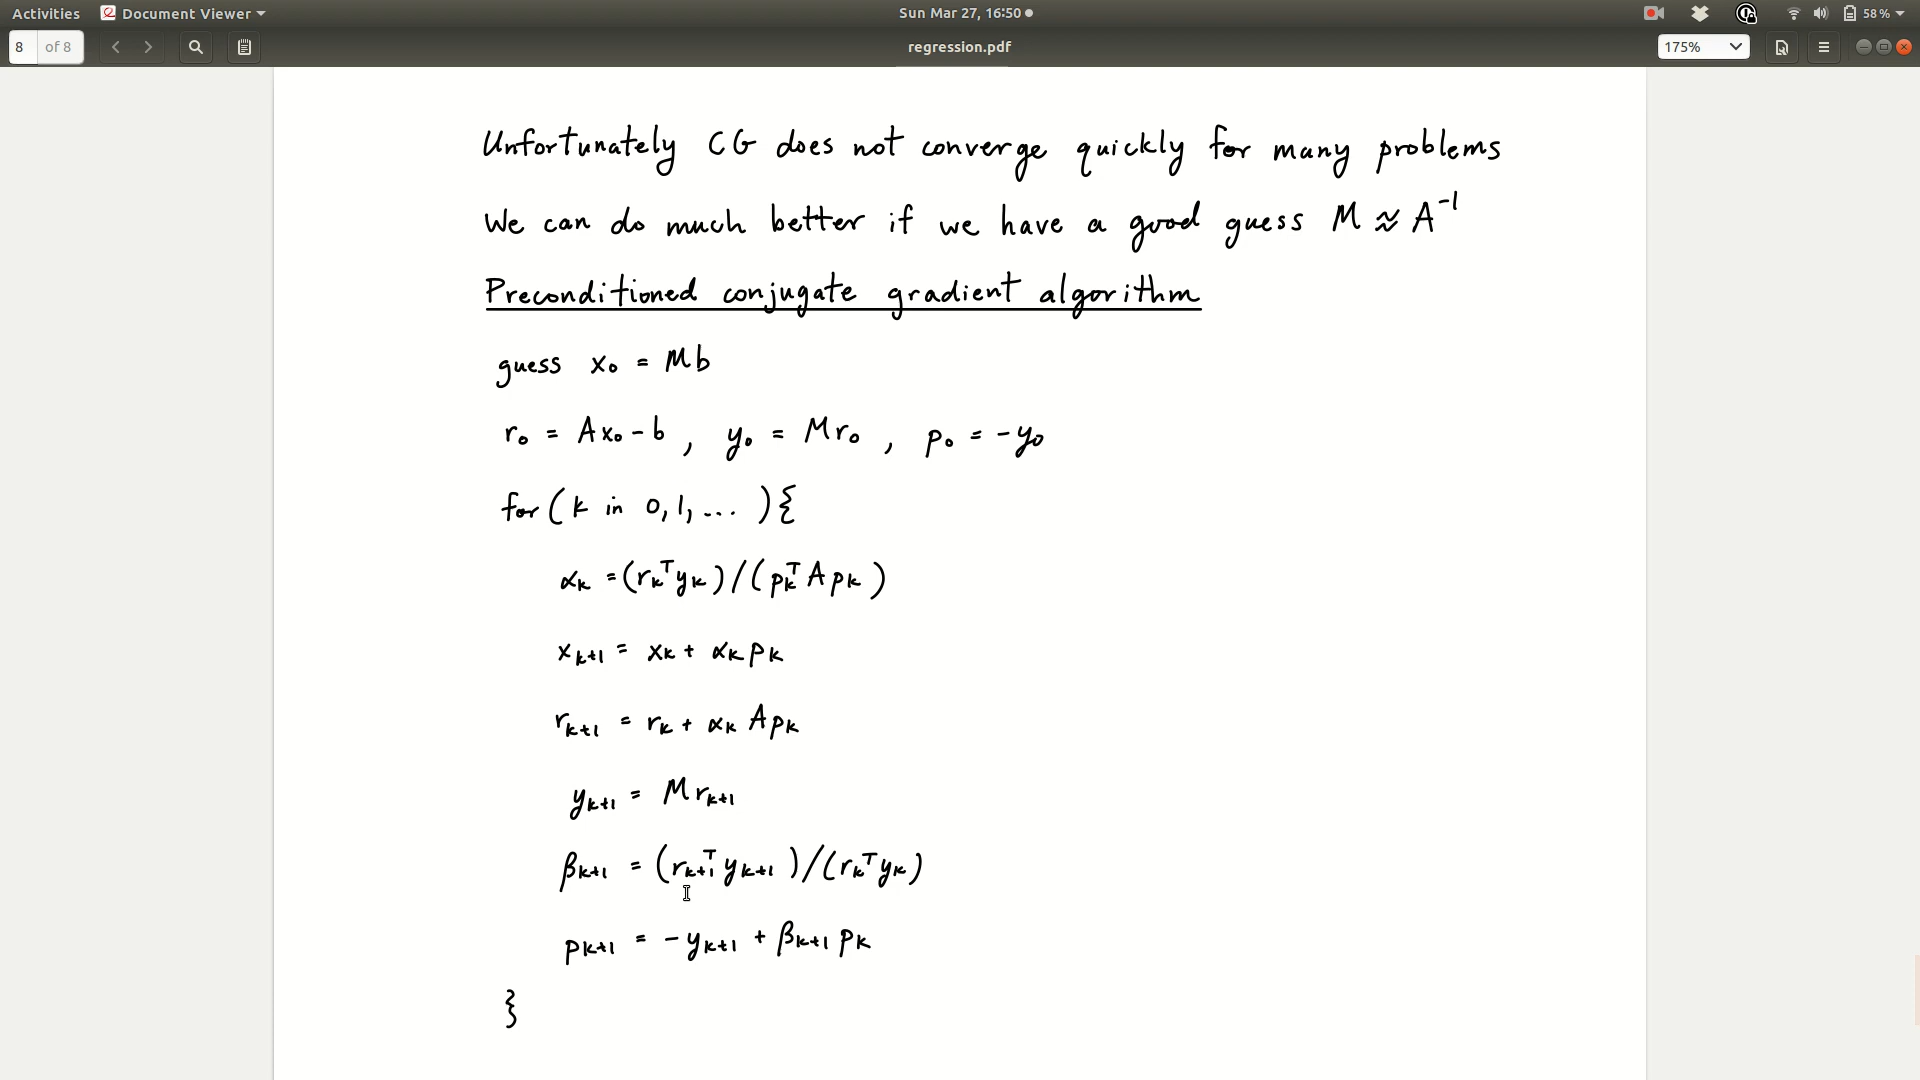 Activities Document Viewer Sun Mar 27, 16:50 58 %
8 of 8 regression.pdf 175%
Unfortunately CG does not converge quickly for many problems
We can do much better if we have a good guess M ≈ A⁻¹
Preconditioned conjugate gradient algorithm
guess x₀ = Mb
r₀ = Ax₀ - b , y₀ = Mr₀ , p₀ = -y₀
for (k in 0,1,... ){
αₖ = (rₖᵀyₖ)/(pₖᵀApₖ)
xₖ₊₁ = xₖ + αₖpₖ
rₖ₊₁ = rₖ + αₖApₖ
yₖ₊₁ = Mrₖ₊₁
βₖ₊₁ = (rₖ₊₁ᵀyₖ₊₁)/(rₖᵀyₖ)
pₖ₊₁ = -yₖ₊₁ + βₖ₊₁pₖ
}